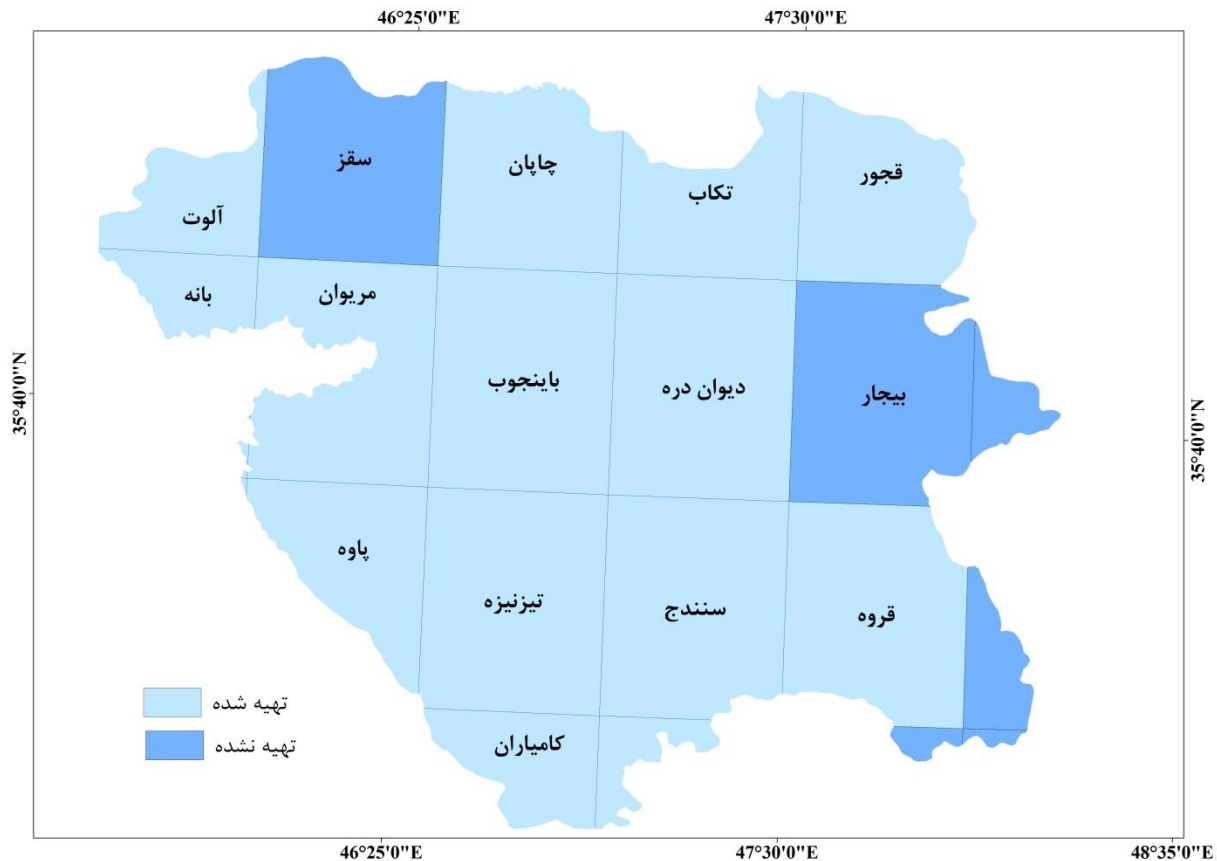 46°25'0"E
47°30'0"E
سقز
چاپان
تکاب
قجور
آلوت
بانه
مریوان
35°40'0"N
باینجوب
دیوان دره
بیجار
35°40'0"N
پاوه
تیزنیزه
سنندج
قروه
تهیه شده
تهیه نشده
کامیاران
46°25'0"E
47°30'0"E
48°35'0"E